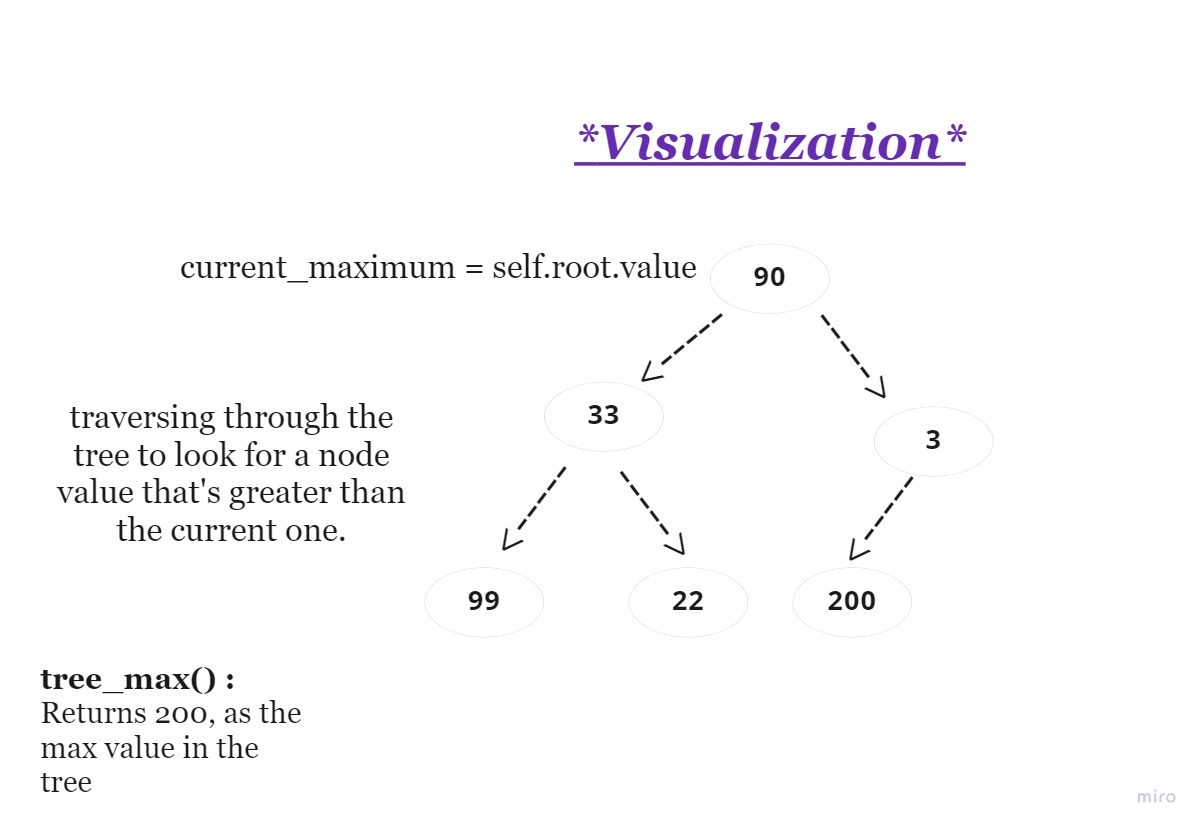 *Visualization*
current_maximum = self.root.value
90
33
3
traversing through the
tree to look for a node
value that's greater than
the current one.
99
22
200
tree_max() :
Returns 200, as the
max value in the
tree
miro